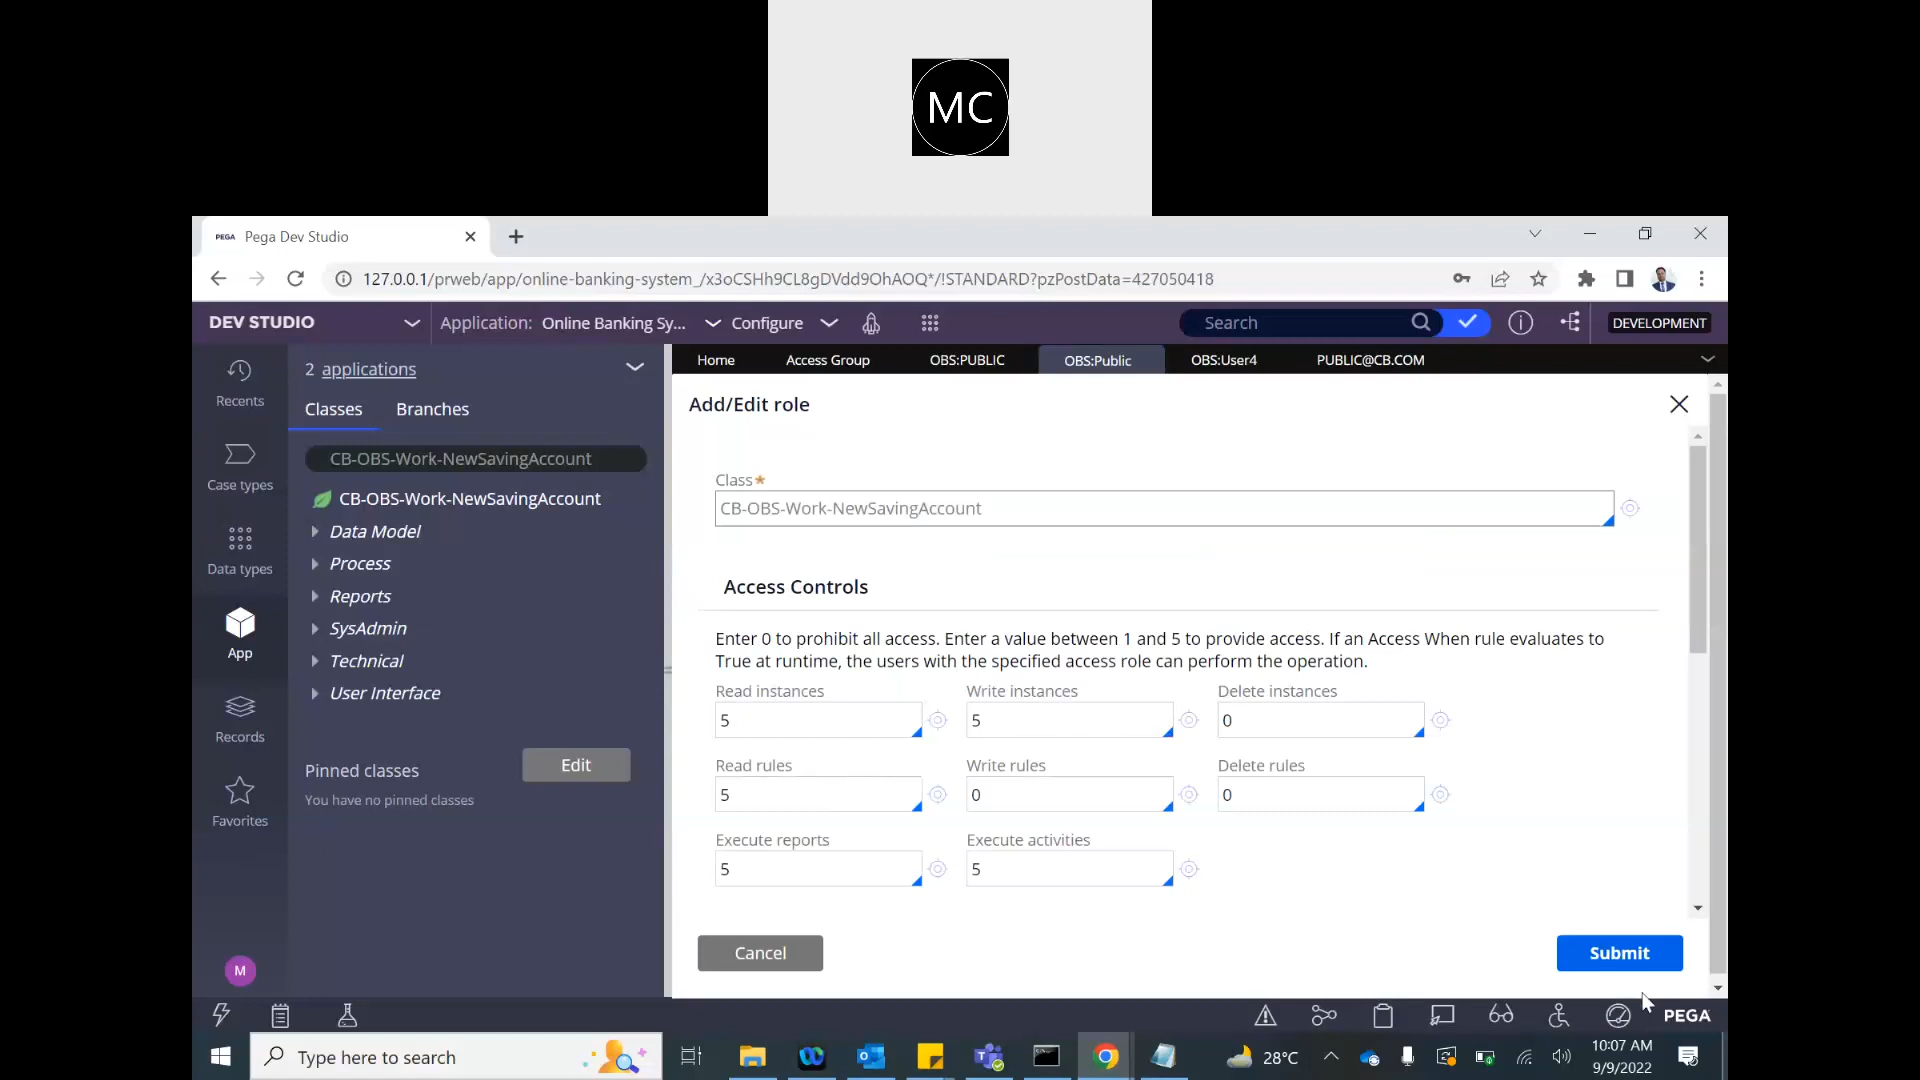 MC
PEGA Pega Dev Studio
127.0.0.1/prweb/app/online-banking-system_/x3oCSHh9CL8gDVdd9OhAOQ*/!STANDARD?pzPostData=427050418
DEV STUDIO Application: Online Banking Sy... Configure Search DEVELOPMENT
Recents
Case types
Data types
App
Records
Favorites
M
2 applications
Classes Branches
CB-OBS-Work-NewSavingAccount
CB-OBS-Work-NewSavingAccount
Data Model
Process
Reports
SysAdmin
Technical
User Interface
Pinned classes Edit
You have no pinned classes
Home Access Group OBS:PUBLIC OBS:Public OBS:User4 PUBLIC@CB.COM
Add/Edit role
Class★
CB-OBS-Work-NewSavingAccount
Access Controls
Enter 0 to prohibit all access. Enter a value between 1 and 5 to provide access. If an Access When rule evaluates to
True at runtime, the users with the specified access role can perform the operation.
Read instances Write instances Delete instances
5 5 0
Read rules Write rules Delete rules
5 0 0
Execute reports Execute activities
5 5
Cancel Submit
PEGA
Type here to search
28°C
10:07 AM
9/9/2022